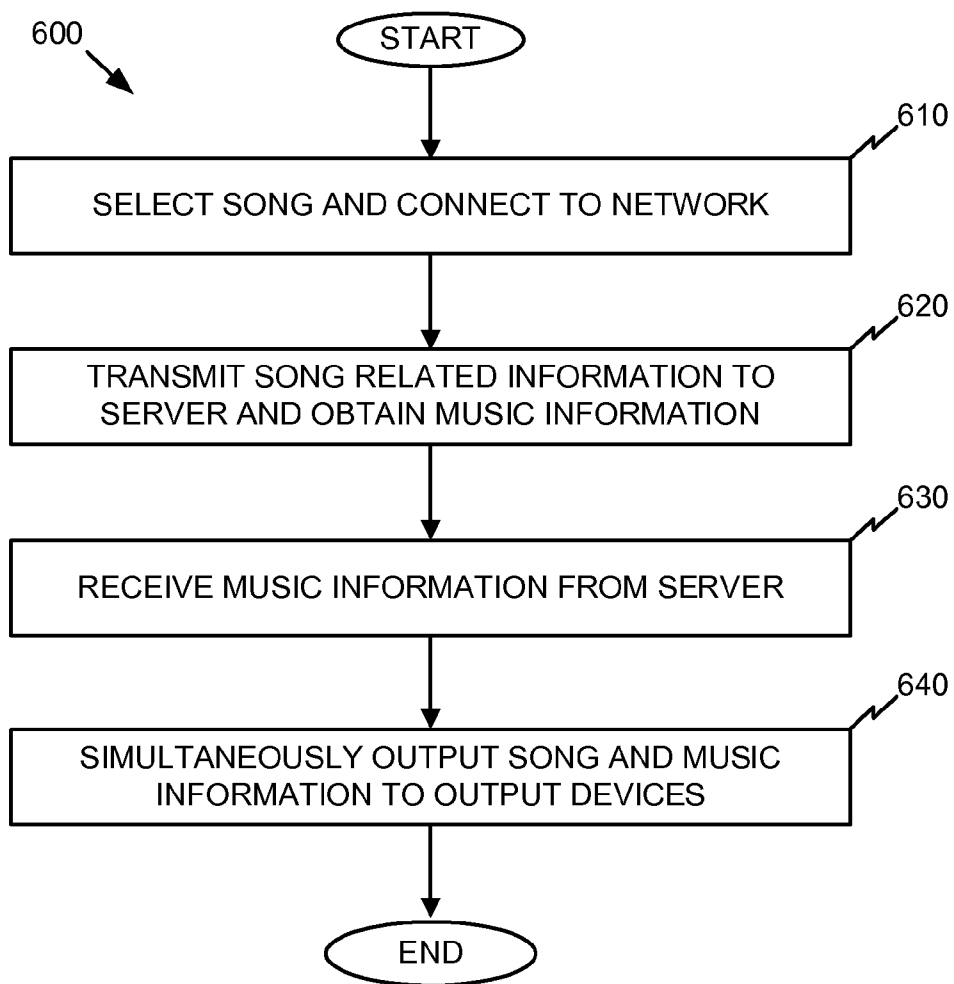 600
START
610
SELECT SONG AND CONNECT TO NETWORK
620
TRANSMIT SONG RELATED INFORMATION TO
SERVER AND OBTAIN MUSIC INFORMATION
630
RECEIVE MUSIC INFORMATION FROM SERVER
640
SIMULTANEOUSLY OUTPUT SONG AND MUSIC
INFORMATION TO OUTPUT DEVICES
END